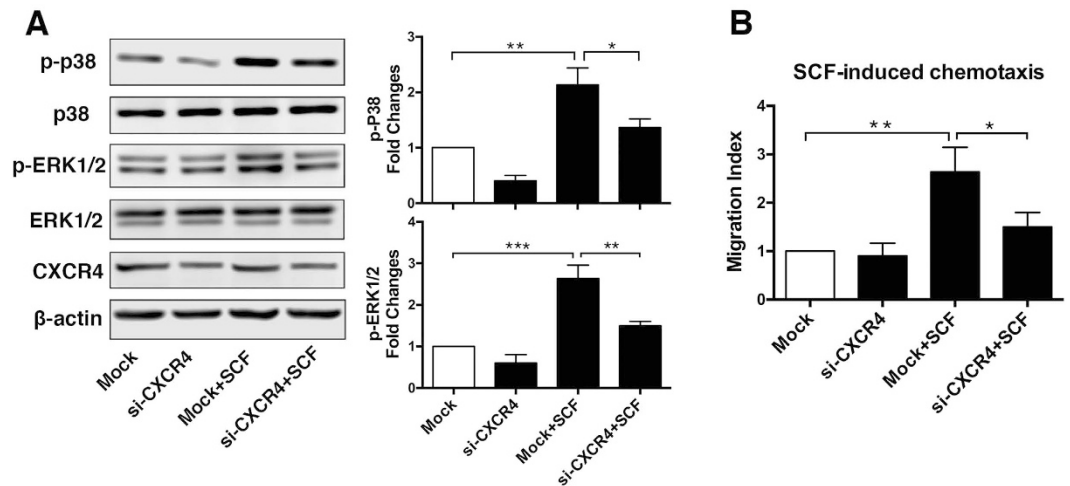 A
p-p38
p38
p-ERK1/2
ERK1/2
CXCR4
β-actin
Mock
si-CXCR4
Mock+SCF
si-CXCR4+SCF
p-P38
Fold Changes
3
2
1
0
**
*
p-ERK1/2
Fold Changes
4
3
2
1
0
***
**
Mock
si-CXCR4
Mock+SCF
si-CXCR4+SCF
B
SCF-induced chemotaxis
Migration Index
4
3
2
1
0
**
*
Mock
si-CXCR4
Mock+SCF
si-CXCR4+SCF